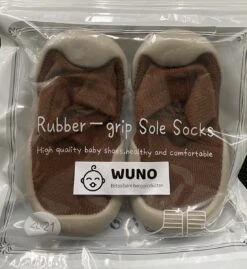 Rubber-grip Sole Socks
High quality baby shoes,healthy and comfortable
WUNO